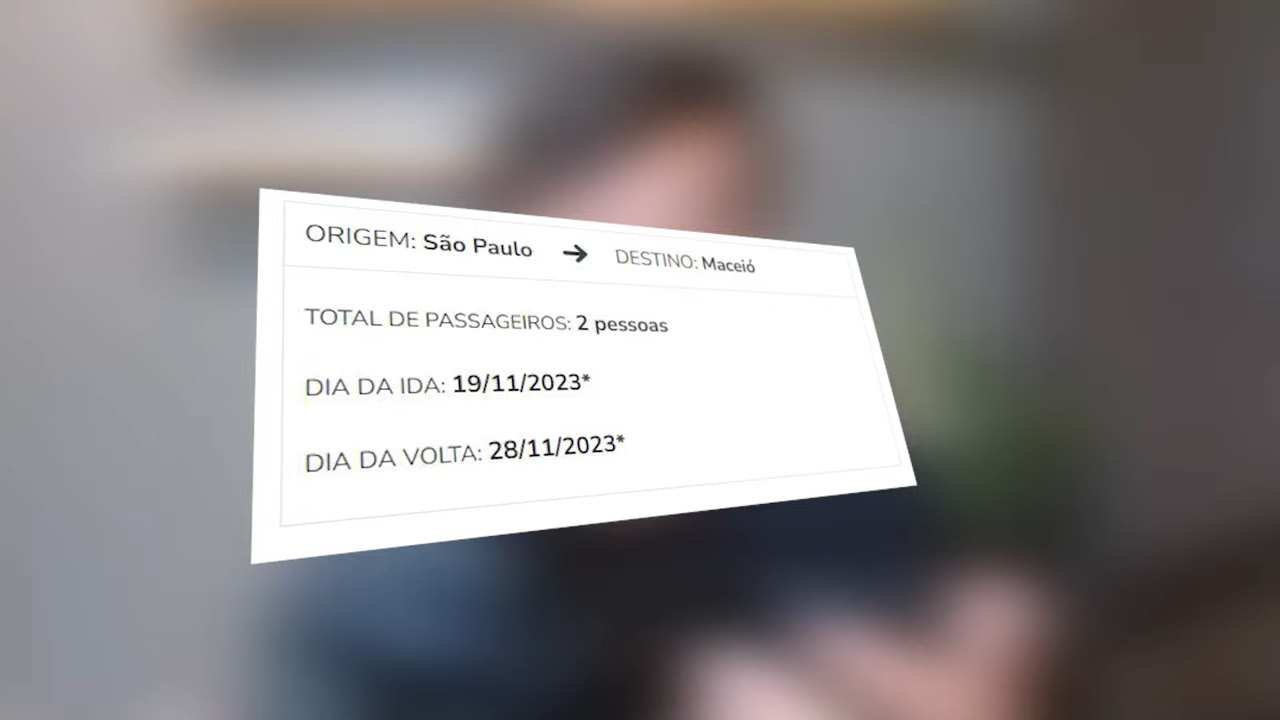 ORIGEM: São Paulo → DESTINO: Maceió
TOTAL DE PASSAGEIROS: 2 pessoas
DIA DA IDA: 19/11/2023*
DIA DA VOLTA: 28/11/2023*